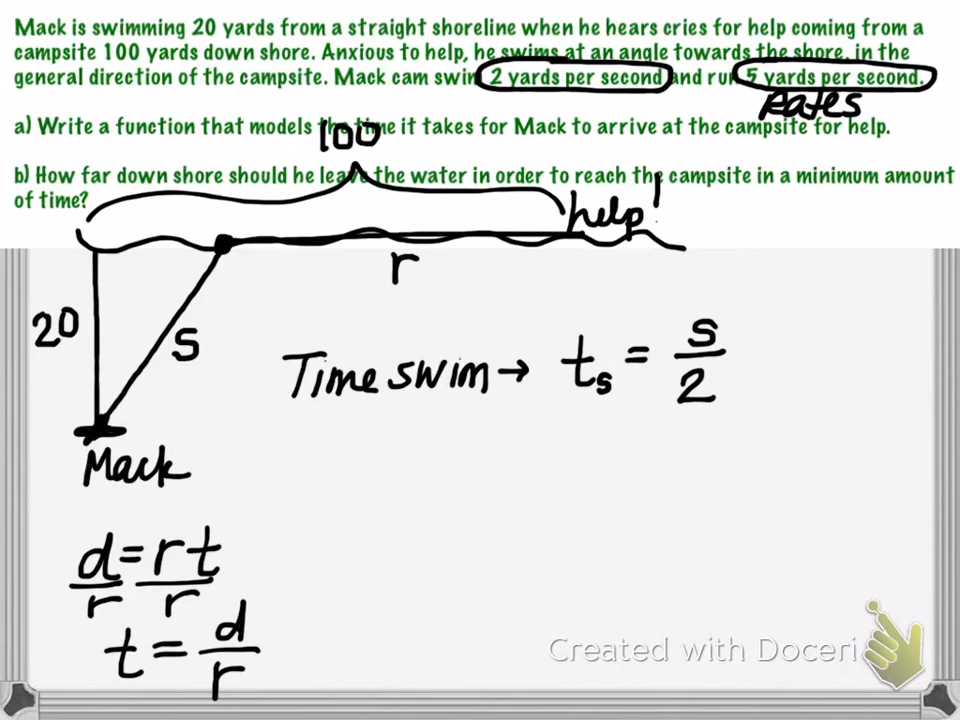 Mack is swimming 20 yards from a straight shoreline when he hears cries for help coming from a
campsite 100 yards down shore. Anxious to help, he swims at an angle towards the shore, in the
general direction of the campsite. Mack cam swim 2 yards per second and run 5 yards per second.
rates
a) Write a function that models the time it takes for Mack to arrive at the campsite for help.
100
b) How far down shore should he leave the water in order to reach the campsite in a minimum amount
of time?
help!
r
20
s
Time swim → t_s = s/2
Mack
d = rt
r r
t = d/r
Created with Doceri